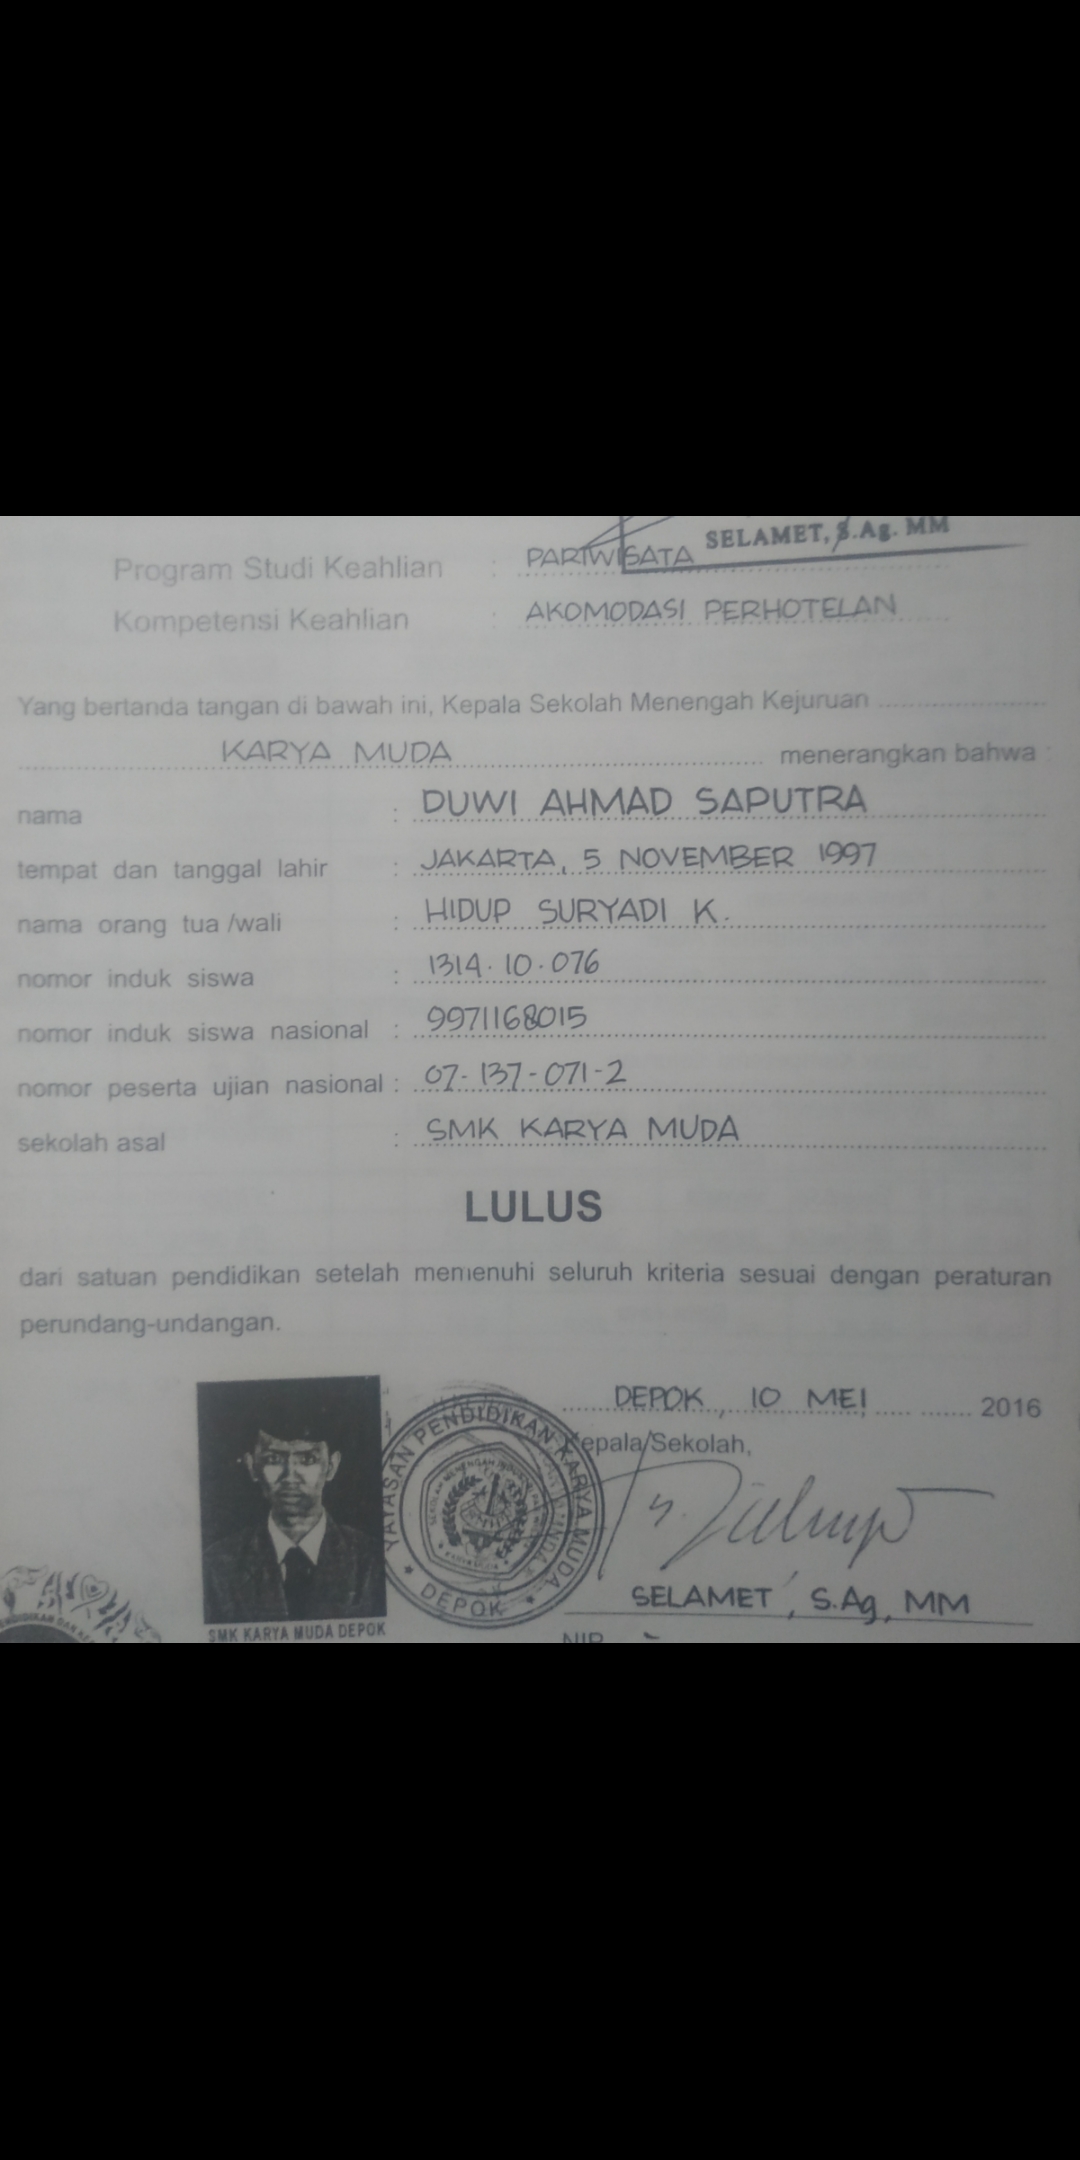 SELAMET, S.Ag. MM
Program Studi Keahlian : PARIWISATA
Kompetensi Keahlian : AKOMODASI PERHOTELAN
Yang bertanda tangan di bawah ini, Kepala Sekolah Menengah Kejuruan
KARYA MUDA menerangkan bahwa :
nama : DUWI AHMAD SAPUTRA
tempat dan tanggal lahir : JAKARTA, 5 NOVEMBER 1997
nama orang tua /wali : HIDUP SURYADI K.
nomor induk siswa : 1314.10.076
nomor induk siswa nasional : 9971168015
nomor peserta ujian nasional : 07-137-071-2
sekolah asal : SMK KARYA MUDA
LULUS
dari satuan pendidikan setelah memenuhi seluruh kriteria sesuai dengan peraturan
perundang-undangan.
DEPOK, 10 MEI 2016
Kepala Sekolah,
YAYASAN PENDIDIKAN KARYA MUDA
DEPOK
SELAMET, S.Ag, MM
SMK KARYA MUDA DEPOK
NIP